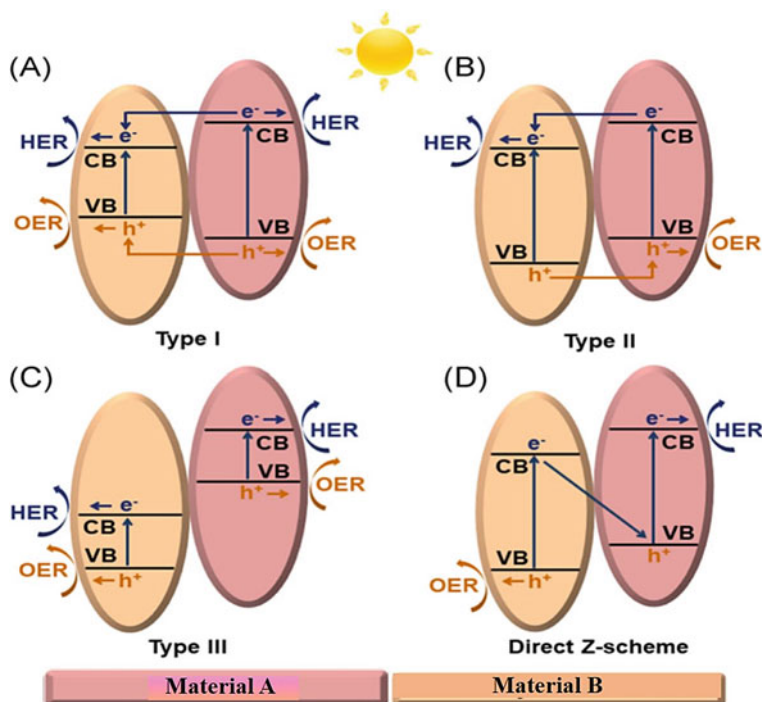 (A)
HER
e⁻
CB
VB
OER
h⁺
e⁻
HER
CB
VB
h⁺
OER
Type I
(B)
HER
e⁻
CB
VB
h⁺
e⁻
CB
VB
h⁺
OER
Type II
(C)
HER
e⁻
CB
VB
OER
h⁺
e⁻
HER
CB
VB
h⁺
OER
Type III
(D)
e⁻
CB
VB
OER
h⁺
e⁻
HER
CB
VB
h⁺
Direct Z-scheme
Material A
Material B